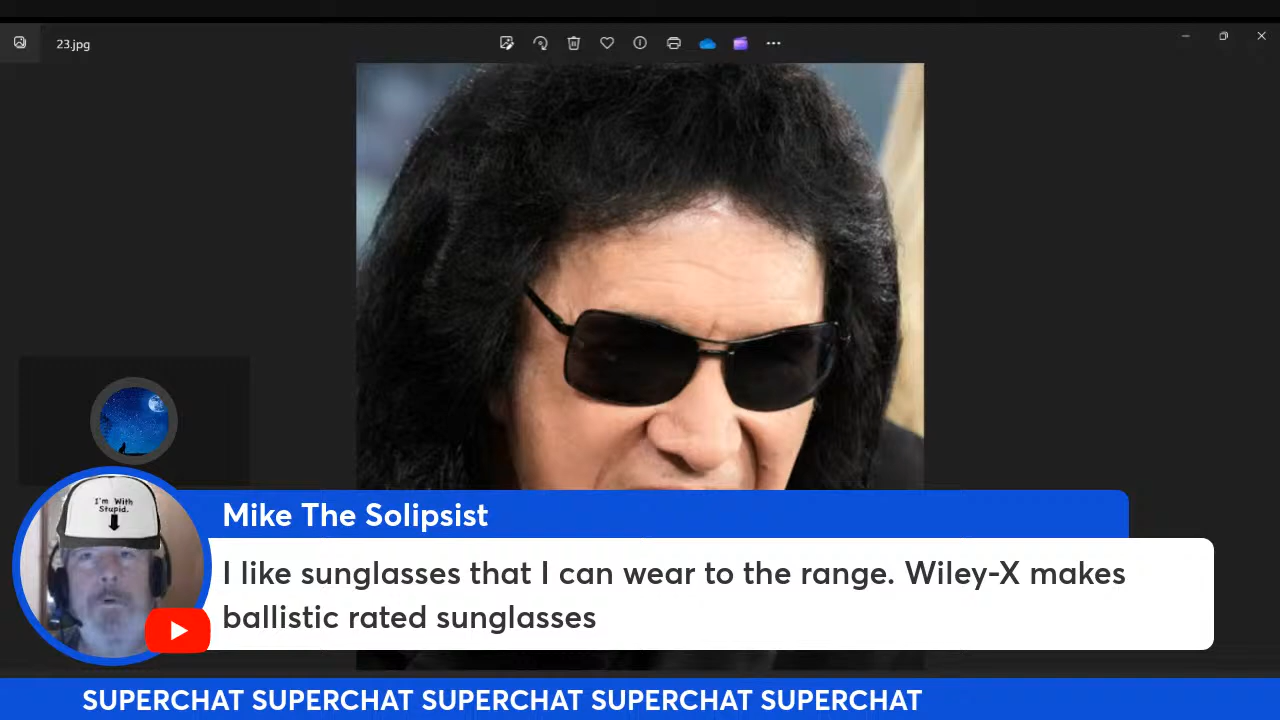 23.jpg
I'm With
Stupid.
Mike The Solipsist
I like sunglasses that I can wear to the range. Wiley-X makes
ballistic rated sunglasses
SUPERCHAT SUPERCHAT SUPERCHAT SUPERCHAT SUPERCHAT